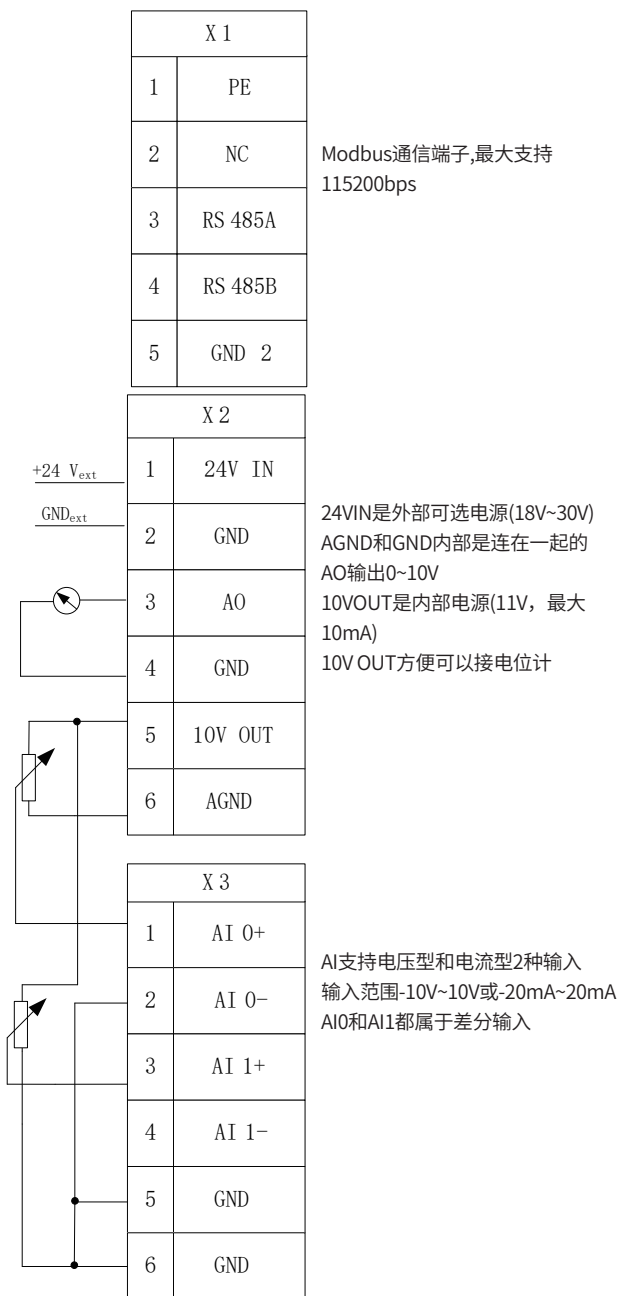 X 1
1 PE
2 NC
Modbus通信端子,最大支持
115200bps
3 RS 485A
4 RS 485B
5 GND 2
X 2
+24 Vext
1 24V IN
GNDext
2 GND
24VIN是外部可选电源(18V~30V)
AGND和GND内部是连在一起的
AO输出0~10V
10VOUT是内部电源(11V，最大
10mA)
10V OUT方便可以接电位计
3 AO
4 GND
5 10V OUT
6 AGND
X 3
1 AI 0+
2 AI 0-
AI支持电压型和电流型2种输入
输入范围-10V~10V或-20mA~20mA
AI0和AI1都属于差分输入
3 AI 1+
4 AI 1-
5 GND
6 GND